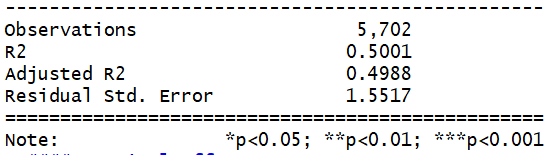 ------------------------------------------------
Observations 5,702
R2 0.5001
Adjusted R2 0.4988
Residual Std. Error 1.5517
================================================
Note: *p<0.05; **p<0.01; ***p<0.001